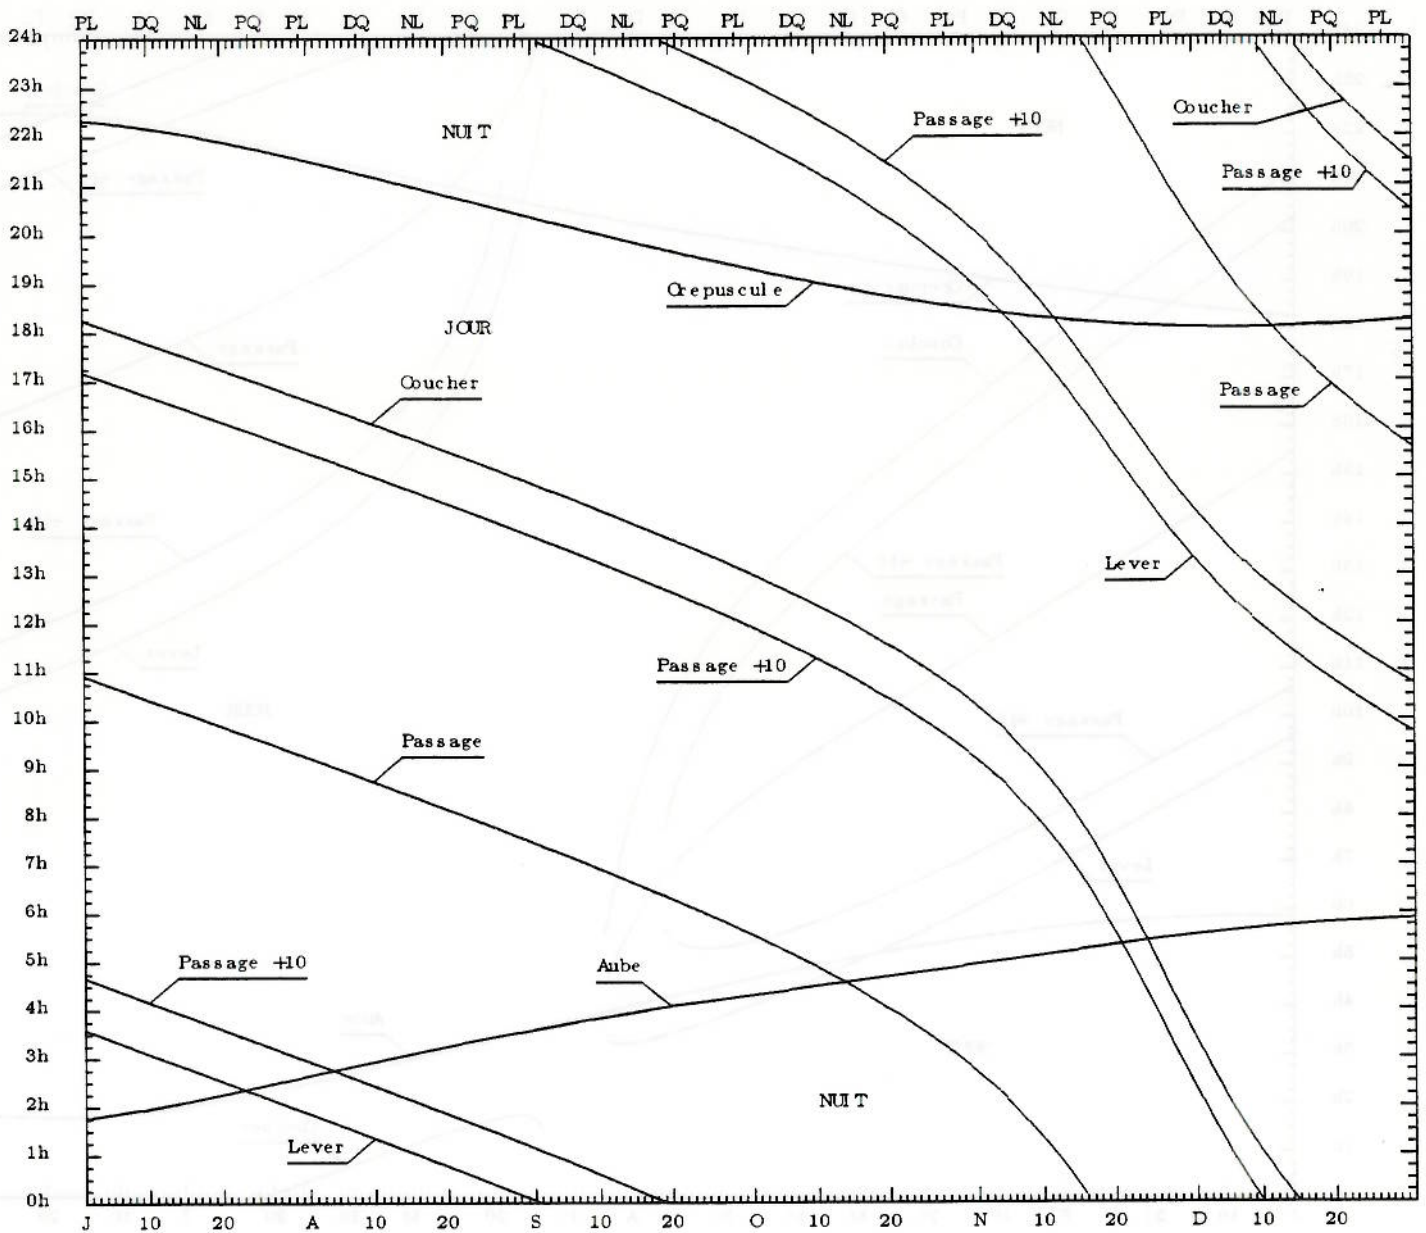 PL DQ NL PQ PL DQ NL PQ PL DQ NL PQ PL DQ NL PQ PL DQ NL PQ PL DQ NL PQ PL
24h
23h
22h
21h
20h
19h
18h
17h
16h
15h
14h
13h
12h
11h
10h
9h
8h
7h
6h
5h
4h
3h
2h
1h
0h
NUIT
Passage +10
Coucher
Passage +10
Crepuscule
JOUR
Coucher
Passage
Lever
Passage +10
Passage
Passage +10
Aube
NUIT
Lever
J 10 20 A 10 20 S 10 20 O 10 20 N 10 20 D 10 20